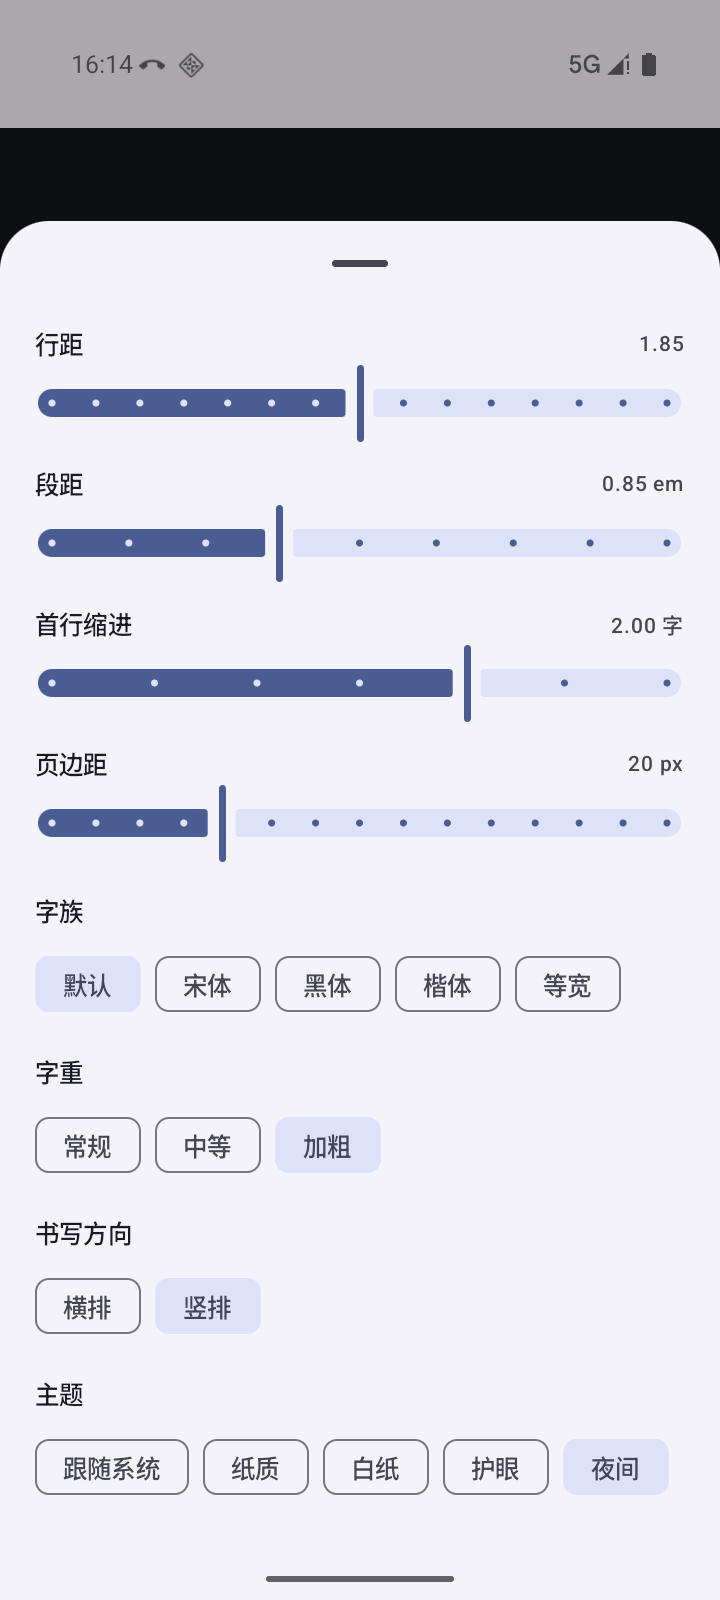 16:14 5G
行距 1.85
段距 0.85 em
首行缩进 2.00 字
页边距 20 px
字族
默认 宋体 黑体 楷体 等宽
字重
常规 中等 加粗
书写方向
横排 竖排
主题
跟随系统 纸质 白纸 护眼 夜间